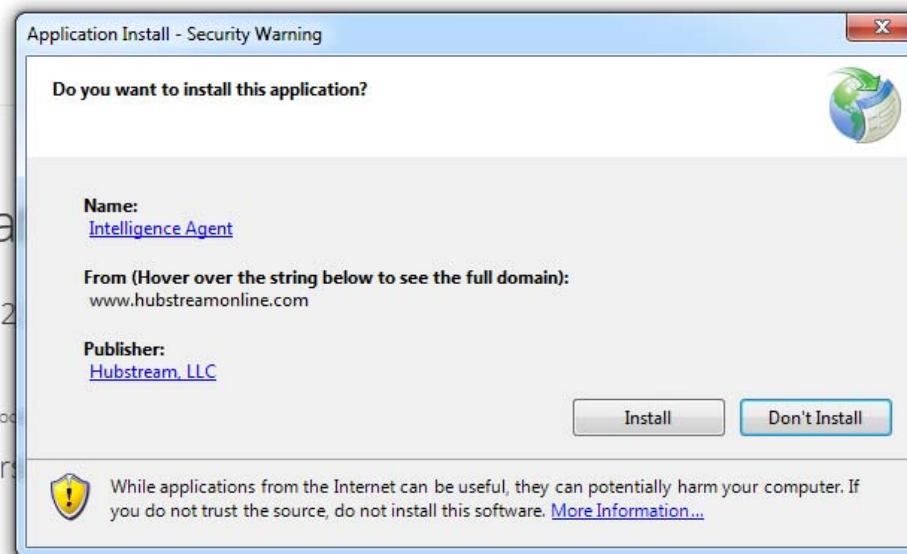 Application Install - Security Warning
Do you want to install this application?
Name:
Intelligence Agent
From (Hover over the string below to see the full domain):
www.hubstreamonline.com
Publisher:
Hubstream, LLC
Install
Don't Install
While applications from the Internet can be useful, they can potentially harm your computer. If
you do not trust the source, do not install this software. More Information...